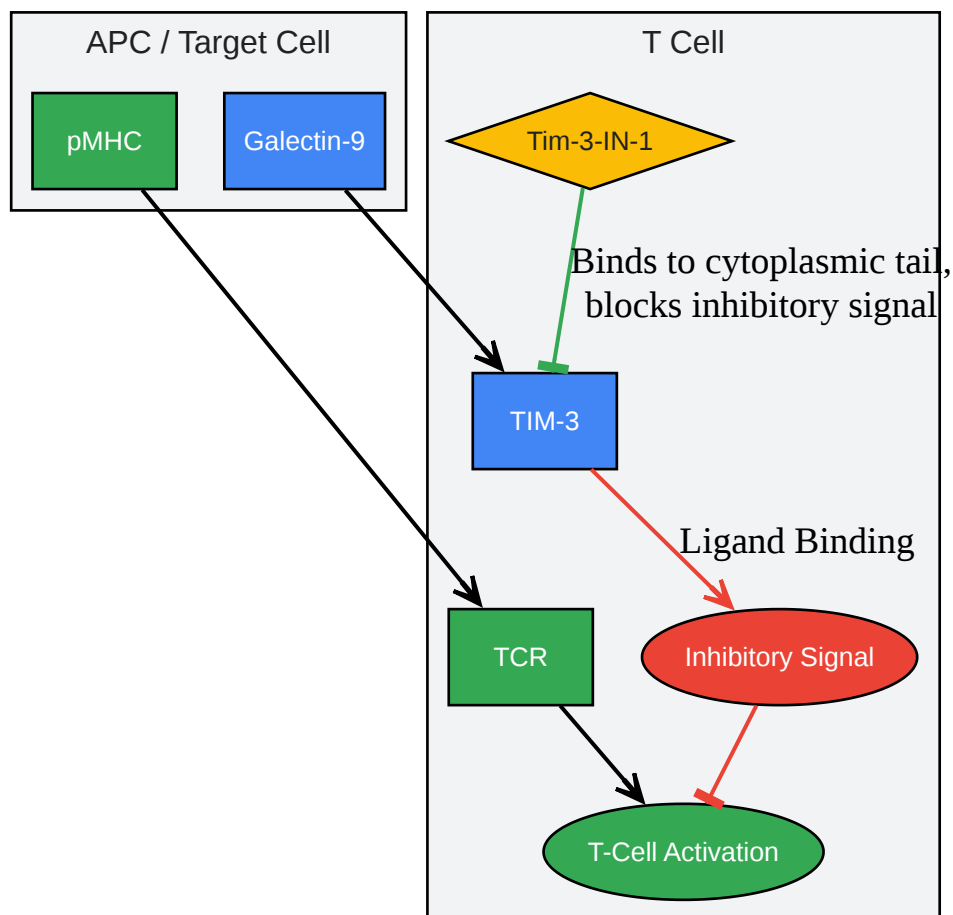 APC / Target Cell
T Cell
pMHC
Galectin-9
Tim-3-IN-1
Binds to cytoplasmic tail,
blocks inhibitory signal
TIM-3
Ligand Binding
TCR
Inhibitory Signal
T-Cell Activation